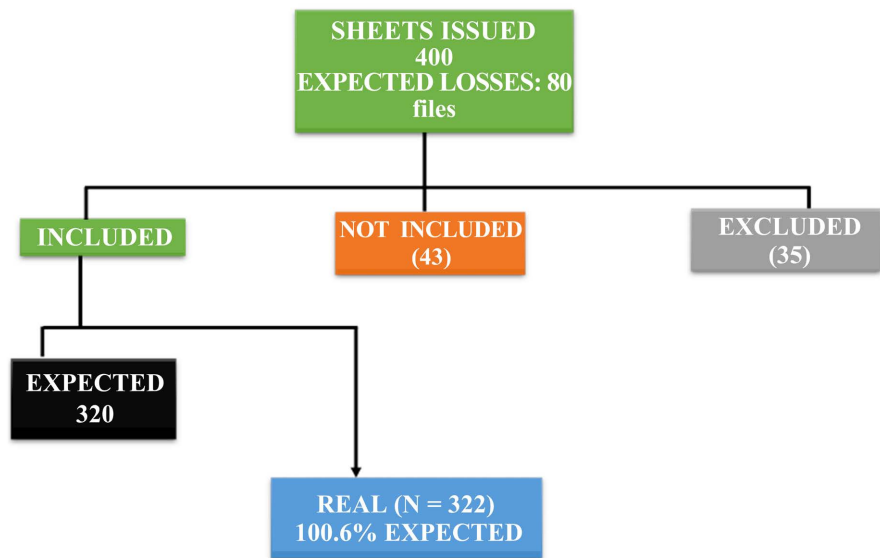 SHEETS ISSUED
400
EXPECTED LOSSES: 80
files
INCLUDED
NOT INCLUDED
(43)
EXCLUDED
(35)
EXPECTED
320
REAL (N = 322)
100.6% EXPECTED